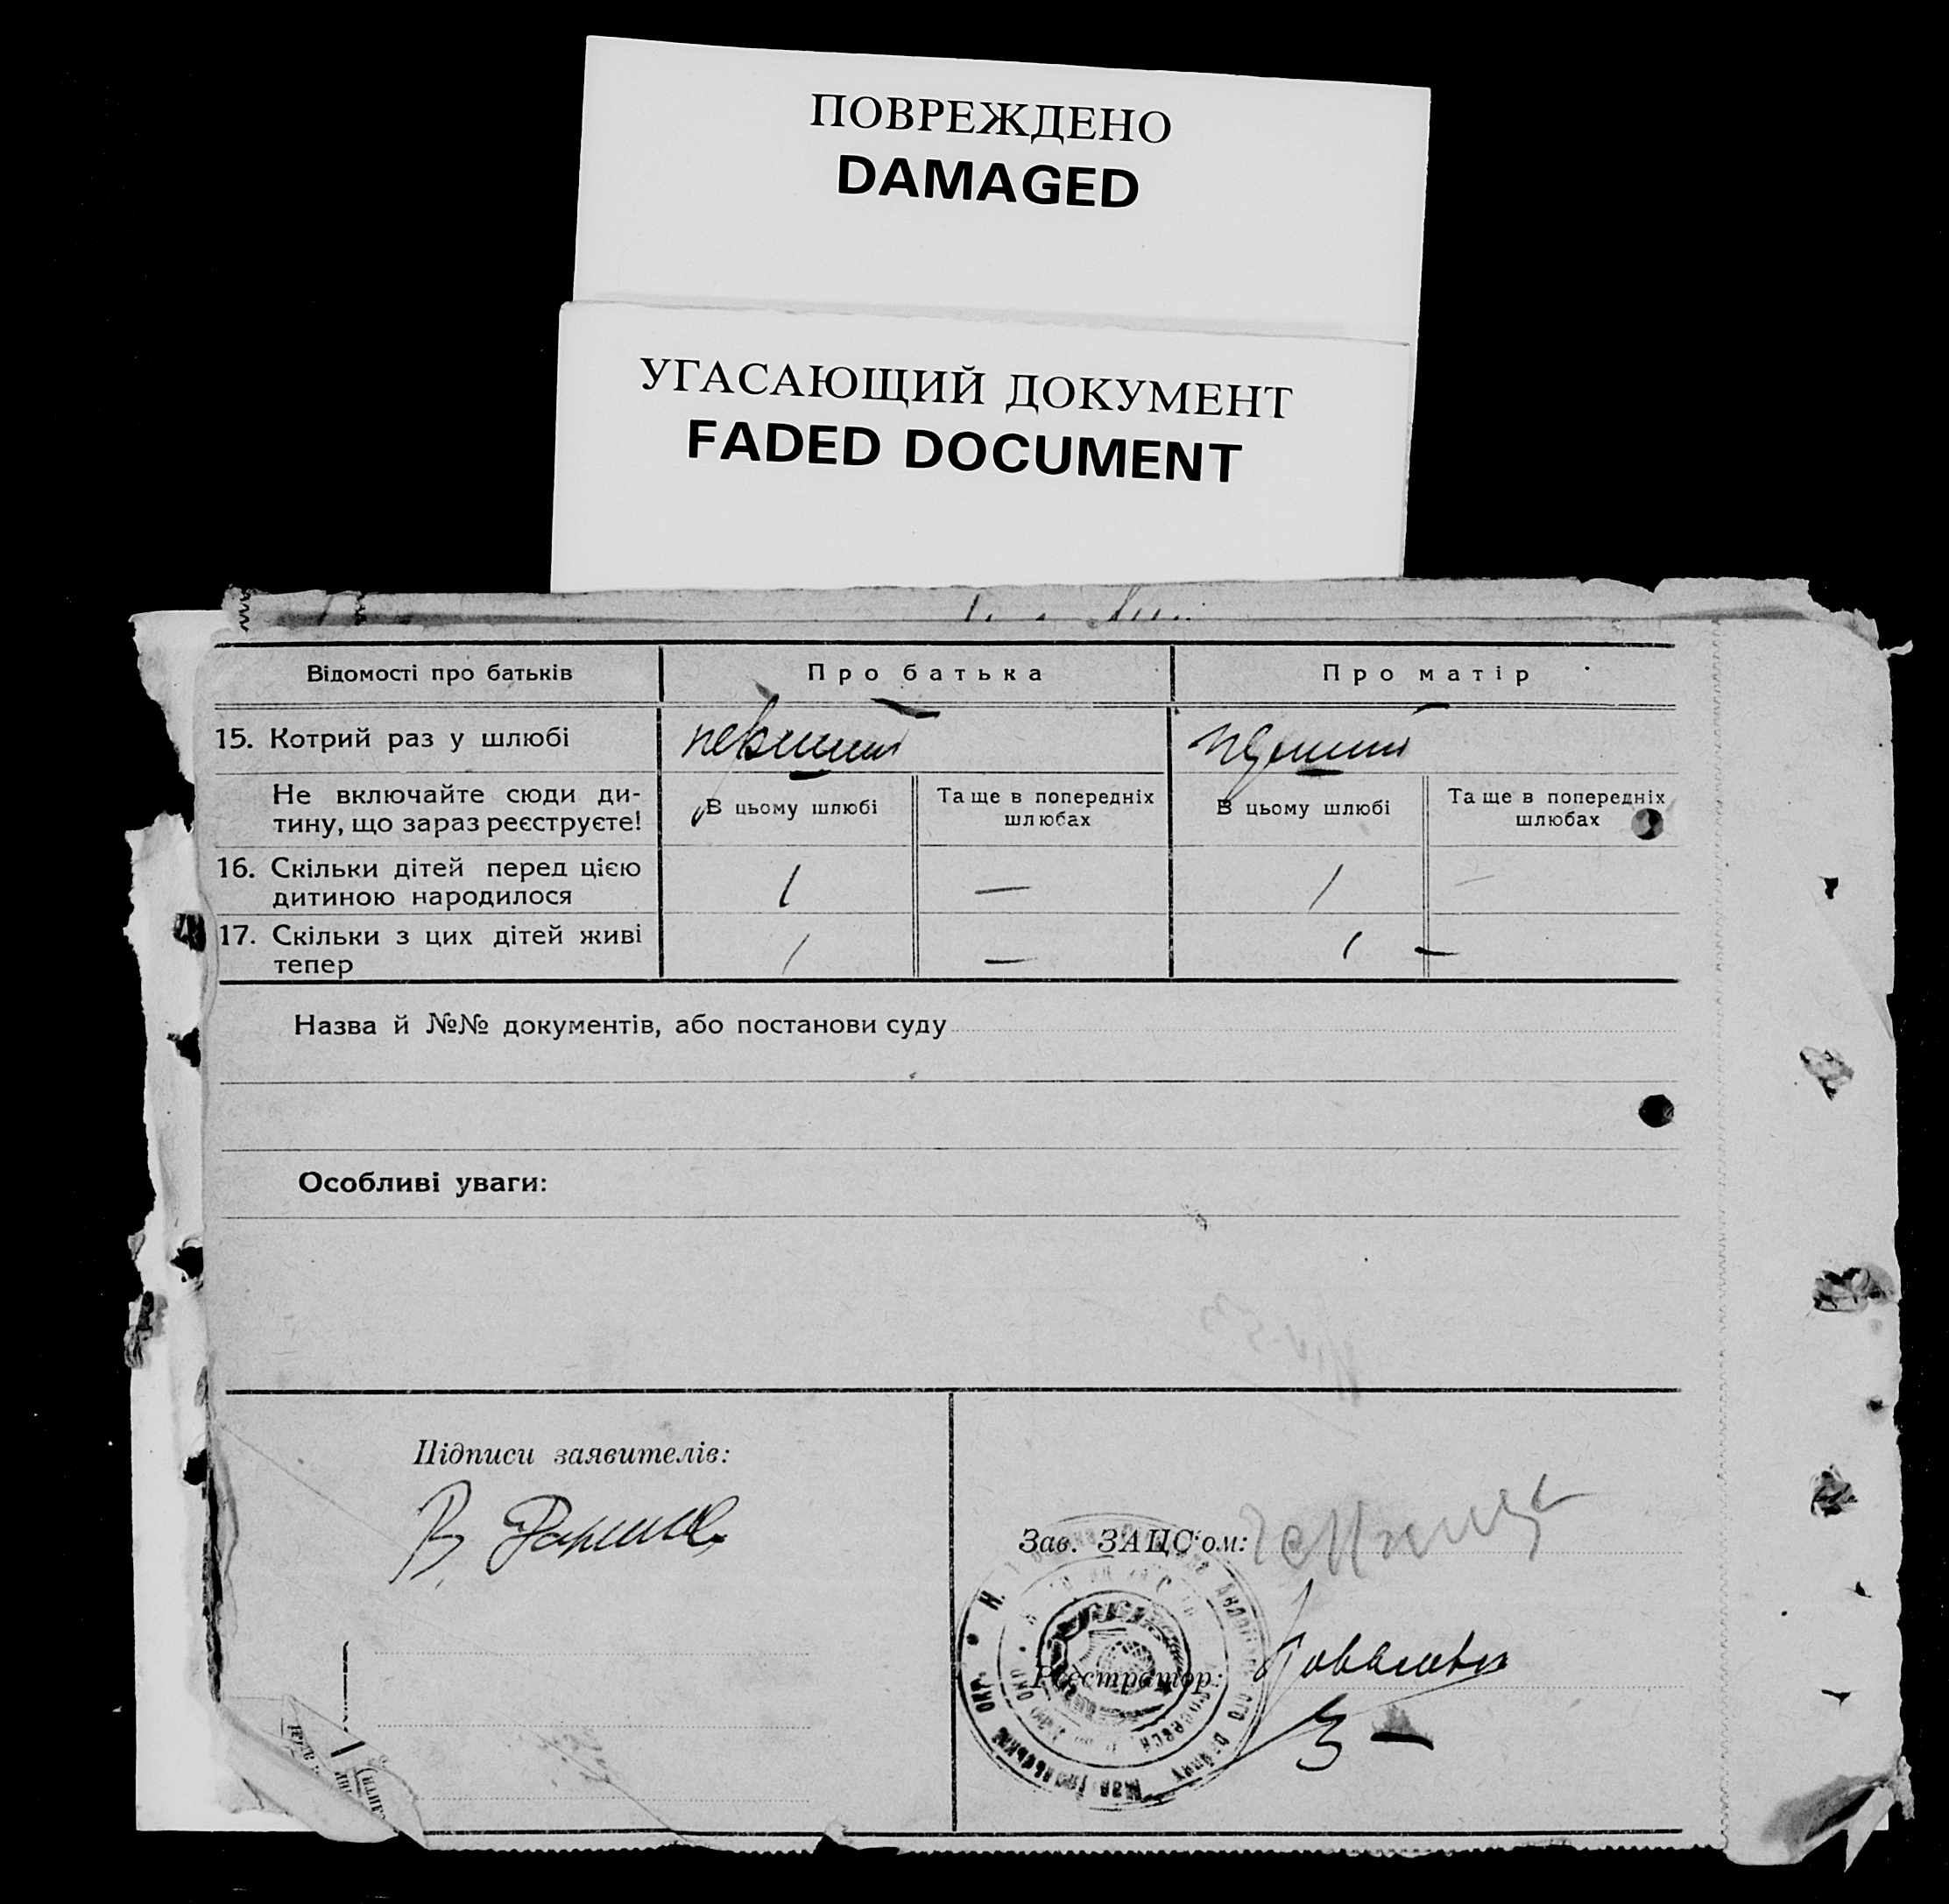 ПОВРЕЖДЕНО
DAMAGED
УГАСАЮЩИЙ ДОКУМЕНТ
FADED DOCUMENT
Відомості про батьків
Про батька
Про матір
15. Котрий раз у шлюбі
перший
перший
Не включайте сюди ди-
тину, що зараз реєструєте!
В цьому шлюбі
Та ще в попередніх
шлюбах
В цьому шлюбі
Та ще в попередніх
шлюбах
16. Скільки дітей перед цією
дитиною народилося
1
—
1
—
17. Скільки з цих дітей живі
тепер
1
—
1
—
Назва й №№ документів, або постанови суду
Особливі уваги:
Підписи заявителів:
В.
Зав. ЗАЦС'ом:
Реєстратор: